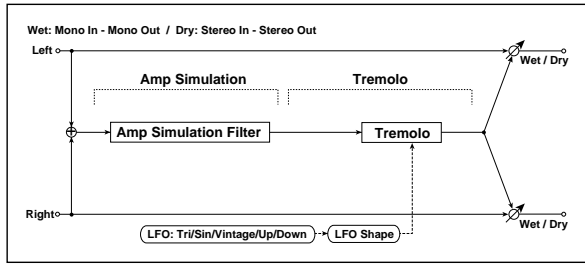 Wet: Mono In - Mono Out / Dry: Stereo In - Stereo Out
Left
Wet / Dry
Amp Simulation
Tremolo
Amp Simulation Filter
Tremolo
Right
Wet / Dry
LFO: Tri/Sin/Vintage/Up/Down
LFO Shape